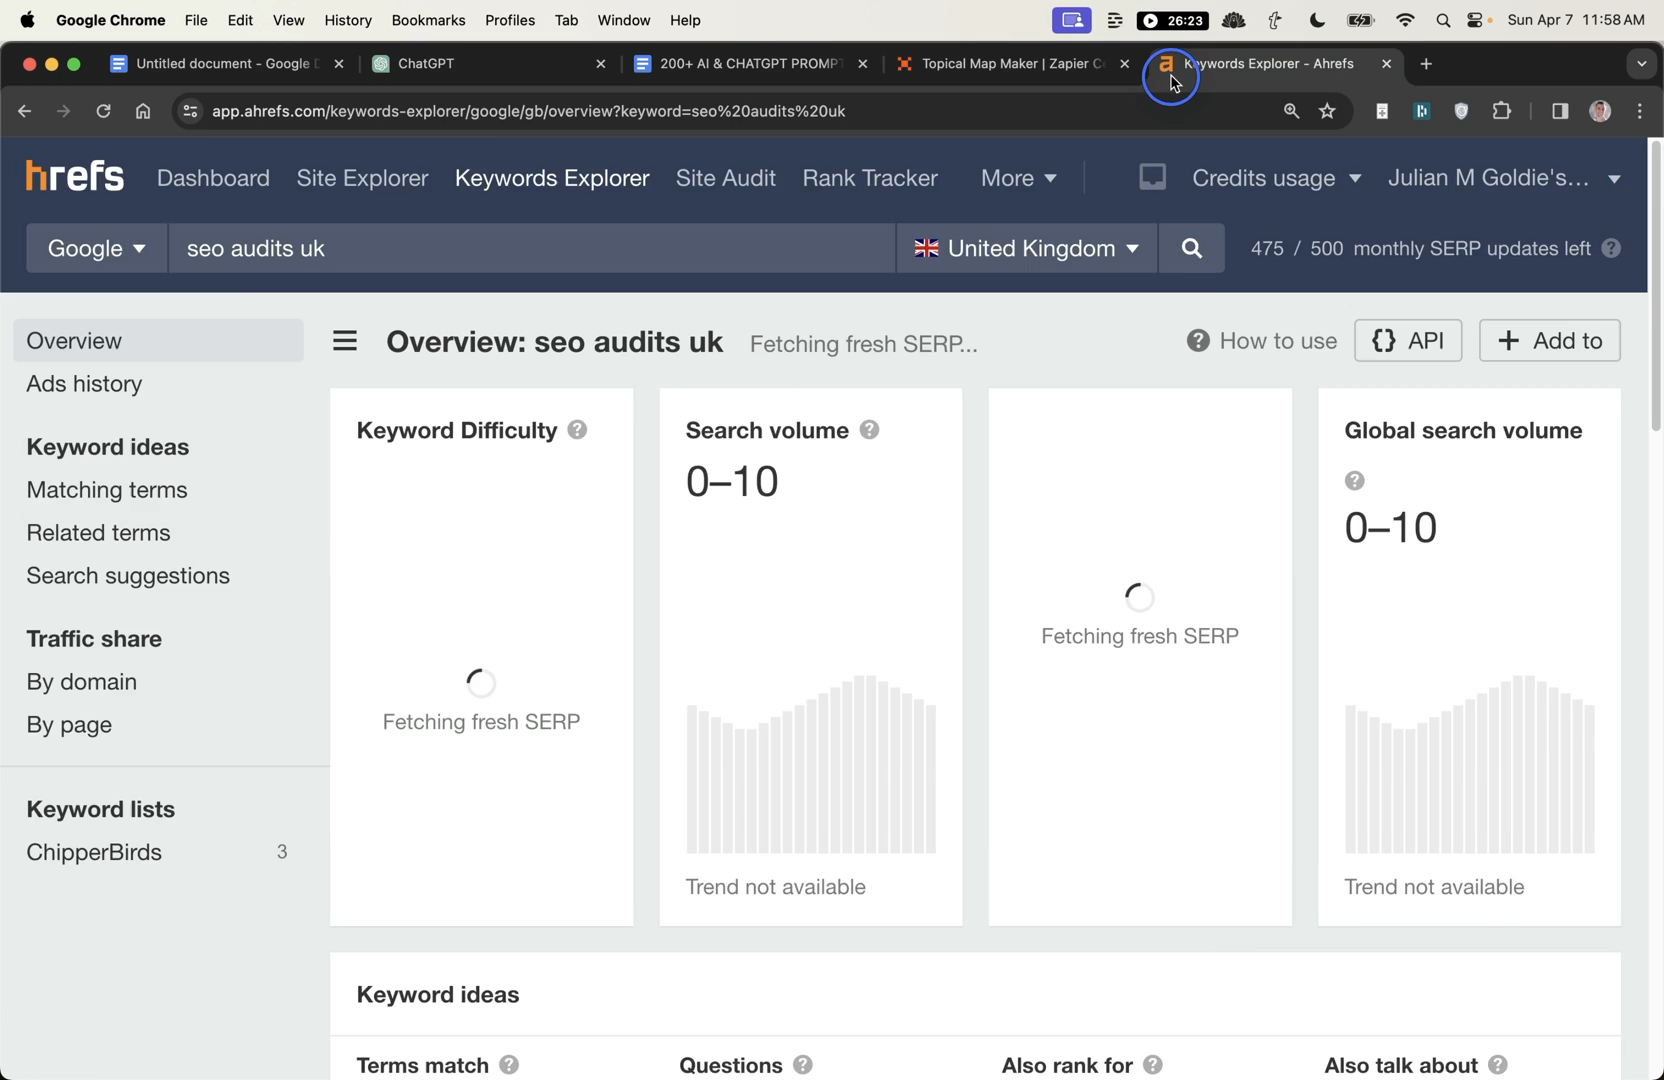 Google Chrome File Edit View History Bookmarks Profiles Tab Window Help 26:23 Sun Apr 7 11:58 AM
Untitled document - Google D ChatGPT 200+ AI & CHATGPT PROMPT Topical Map Maker | Zapier C Keywords Explorer - Ahrefs
app.ahrefs.com/keywords-explorer/google/gb/overview?keyword=seo%20audits%20uk
hrefs Dashboard Site Explorer Keywords Explorer Site Audit Rank Tracker More Credits usage Julian M Goldie's...
Google seo audits uk United Kingdom 475 / 500 monthly SERP updates left ?
Overview
Ads history
Keyword ideas
Matching terms
Related terms
Search suggestions
Traffic share
By domain
By page
Keyword lists
ChipperBirds 3
Overview: seo audits uk Fetching fresh SERP... ? How to use {} API + Add to
Keyword Difficulty ?
Fetching fresh SERP
Search volume ?
0–10
Trend not available
Fetching fresh SERP
Global search volume
?
0–10
Trend not available
Keyword ideas
Terms match ? Questions ? Also rank for ? Also talk about ?